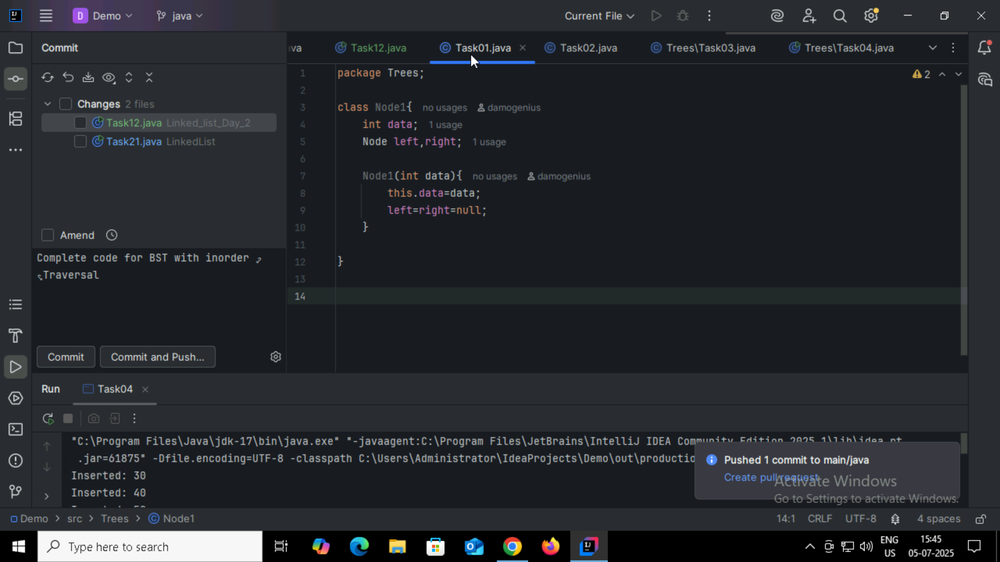 D Demo java Current File
Commit
ava Task12.java Task01.java Task02.java Trees\Task03.java Trees\Task04.java
Changes 2 files
Task12.java Linked_list_Day_2
Task21.java LinkedList
Amend
Complete code for BST with inorder
Traversal
Commit Commit and Push...
1 package Trees;
2
2
3 class Node1{ no usages damogenius
4 int data; 1 usage
5 Node left,right; 1 usage
6
7 Node1(int data){ no usages damogenius
8 this.data=data;
9 left=right=null;
10 }
11
12 }
13
14
Run Task04
"C:\Program Files\Java\jdk-17\bin\java.exe" "-javaagent:C:\Program Files\JetBrains\IntelliJ IDEA Community Edition 2025.1\lib\idea_rt
.jar=61875" -Dfile.encoding=UTF-8 -classpath C:\Users\Administrator\IdeaProjects\Demo\out\productio
Inserted: 30
Inserted: 40
Pushed 1 commit to main/java
Create pull request
Activate Windows
Go to Settings to activate Windows.
Demo > src > Trees > Node1
14:1 CRLF UTF-8 4 spaces
Type here to search
ENG
US
15:45
05-07-2025